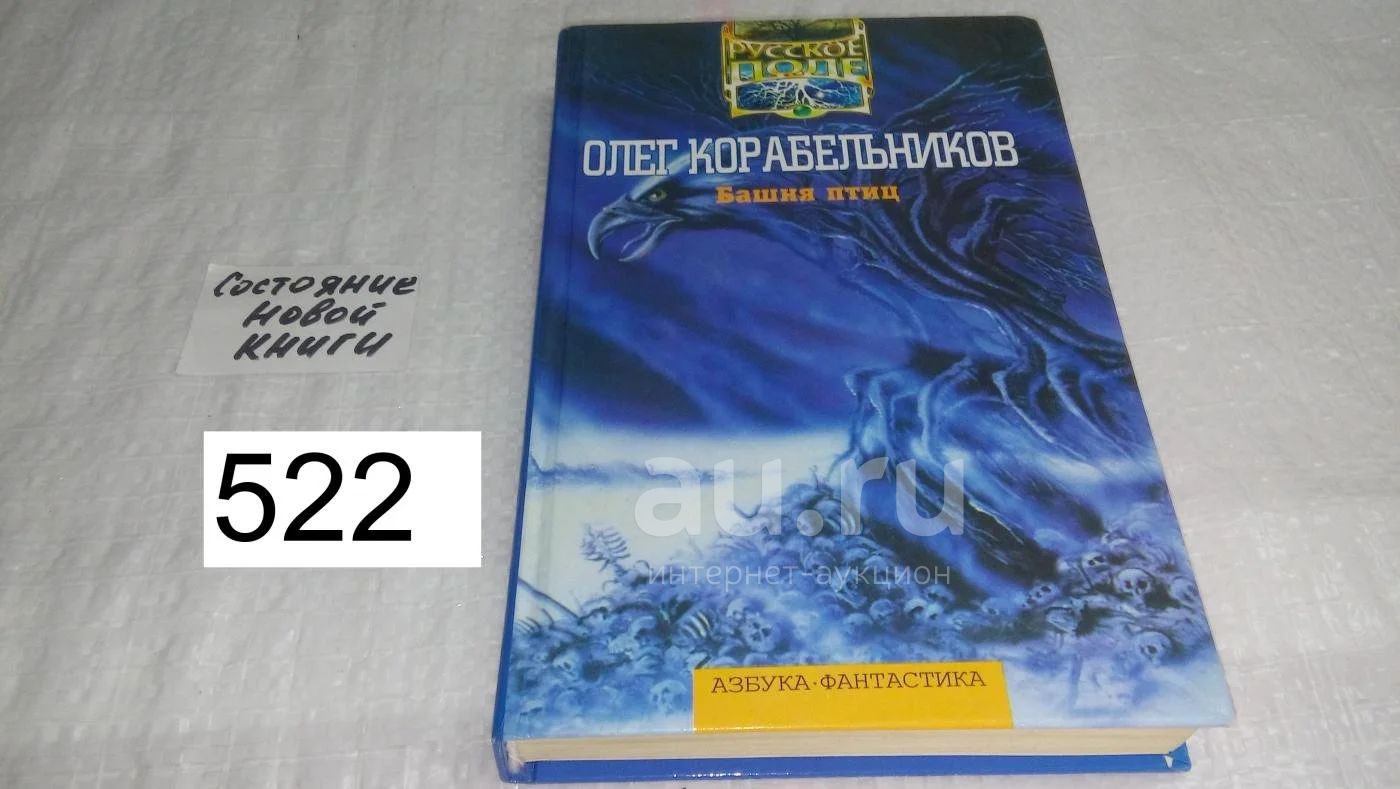 РУССКОЕ
ПОЛЕ
ОЛЕГ КОРАБЕЛЬНИКОВ
Башня птиц
Состояние
новой
книги
522
au.ru
интернет-аукцион
АЗБУКА·ФАНТАСТИКА